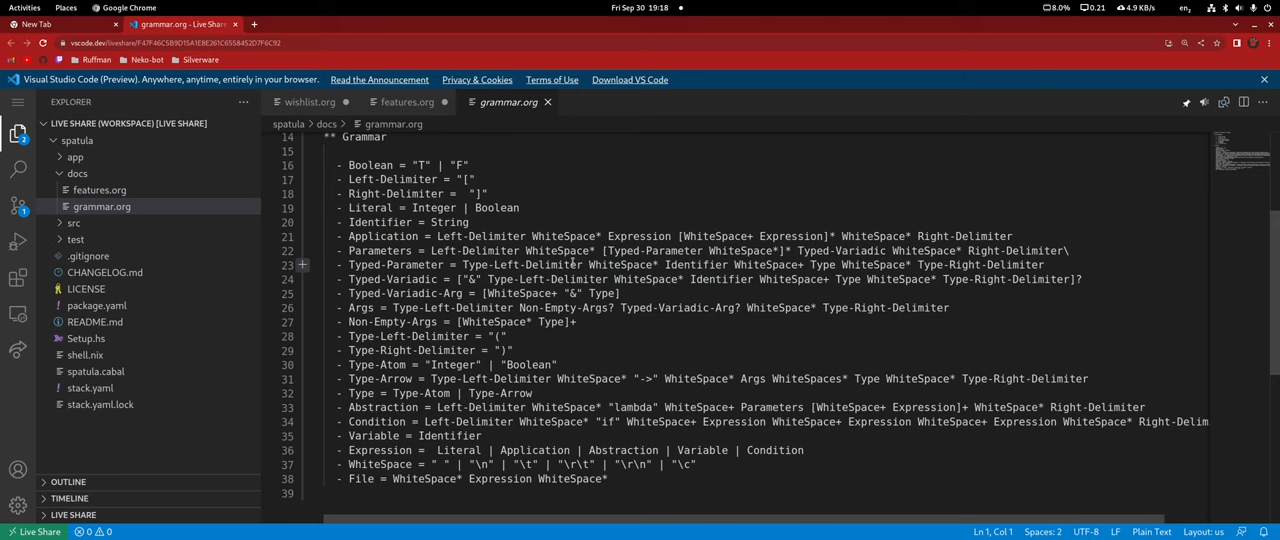 Activities Places Google Chrome Fri Sep 30 19:18 8.0% 0.21 4.9 KB/s en₂
New Tab grammar.org - Live Share
vscode.dev/liveshare/F47F46C5B9D15A1E8E261C6558452D7F6C92
Ruffman Neko-bot Silverware
Visual Studio Code (Preview). Anywhere, anytime, entirely in your browser. Read the Announcement Privacy & Cookies Terms of Use Download VS Code
EXPLORER wishlist.org features.org grammar.org
LIVE SHARE (WORKSPACE) [LIVE SHARE] spatula > docs > grammar.org
spatula
app
docs
features.org
grammar.org
src
test
.gitignore
CHANGELOG.md
LICENSE
package.yaml
README.md
Setup.hs
shell.nix
spatula.cabal
stack.yaml
stack.yaml.lock
OUTLINE
TIMELINE
LIVE SHARE
2
1
14 ** Grammar
15
16 - Boolean = "T" | "F"
17 - Left-Delimiter = "["
18 - Right-Delimiter =  "]"
19 - Literal = Integer | Boolean
20 - Identifier = String
21 - Application = Left-Delimiter WhiteSpace* Expression [WhiteSpace+ Expression]* WhiteSpace* Right-Delimiter
22 - Parameters = Left-Delimiter WhiteSpace* [Typed-Parameter WhiteSpace*]* Typed-Variadic WhiteSpace* Right-Delimiter\
23 - Typed-Parameter = Type-Left-Delimiter WhiteSpace* Identifier WhiteSpace+ Type WhiteSpace* Type-Right-Delimiter
24 - Typed-Variadic = ["&" Type-Left-Delimiter WhiteSpace* Identifier WhiteSpace+ Type WhiteSpace* Type-Right-Delimiter]?
25 - Typed-Variadic-Arg = [WhiteSpace+ "&" Type]
26 - Args = Type-Left-Delimiter Non-Empty-Args? Typed-Variadic-Arg? WhiteSpace* Type-Right-Delimiter
27 - Non-Empty-Args = [WhiteSpace* Type]+
28 - Type-Left-Delimiter = "("
29 - Type-Right-Delimiter = ")"
30 - Type-Atom = "Integer" | "Boolean"
31 - Type-Arrow = Type-Left-Delimiter WhiteSpace* "->" WhiteSpace* Args WhiteSpaces* Type WhiteSpace* Type-Right-Delimiter
32 - Type = Type-Atom | Type-Arrow
33 - Abstraction = Left-Delimiter WhiteSpace* "lambda" WhiteSpace+ Parameters [WhiteSpace+ Expression]+ WhiteSpace* Right-Delimiter
34 - Condition = Left-Delimiter WhiteSpace* "if" WhiteSpace+ Expression WhiteSpace+ Expression WhiteSpace+ Expression WhiteSpace* Right-Delim
35 - Variable = Identifier
36 - Expression =  Literal | Application | Abstraction | Variable | Condition
37 - WhiteSpace = " " | "\n" | "\t" | "\r\t" | "\r\n" | "\c"
38 - File = WhiteSpace* Expression WhiteSpace*
39
Live Share 0 0 Ln 1, Col 1 Spaces: 2 UTF-8 LF Plain Text Layout: us